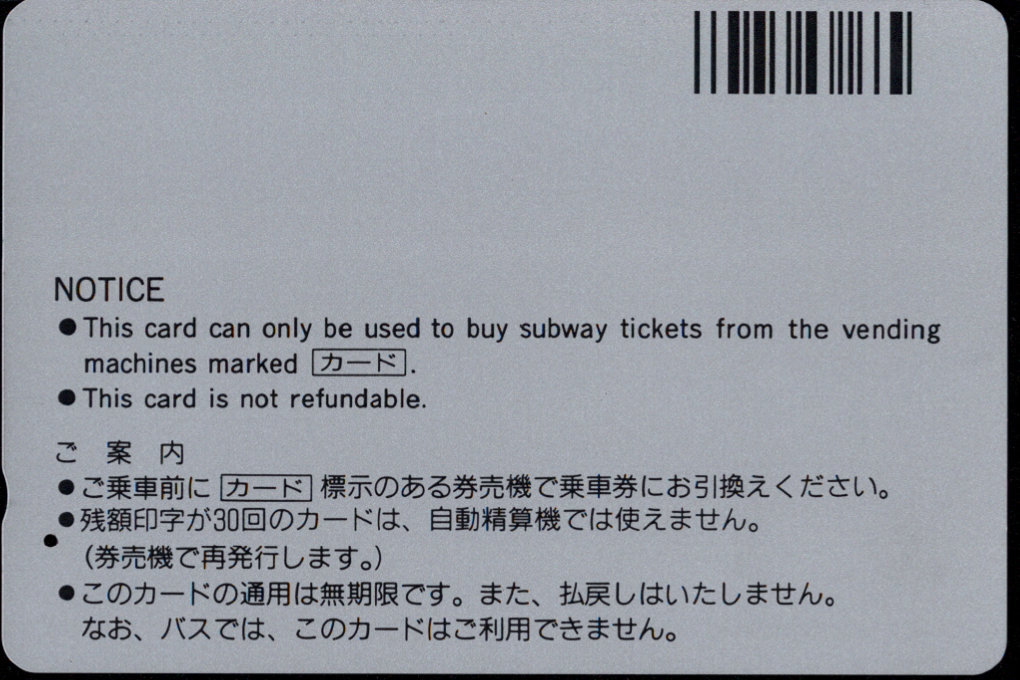 NOTICE
●This card can only be used to buy subway tickets from the vending
machines marked カード.
●This card is not refundable.
ご 案 内
●ご乗車前に カード 標示のある券売機で乗車券にお引換えください。
●残額印字が30回のカードは、自動精算機では使えません。
(券売機で再発行します。)
●このカードの通用は無期限です。また、払戻しはいたしません。
なお、バスでは、このカードはご利用できません。